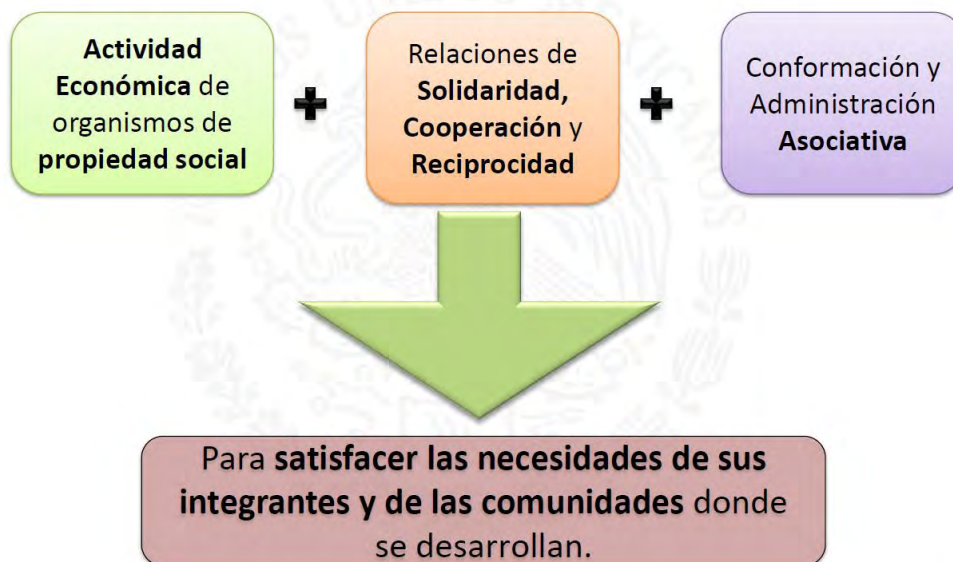 Actividad
Económica de
organismos de
propiedad social
+
Relaciones de
Solidaridad,
Cooperación y
Reciprocidad
+
Conformación y
Administración
Asociativa
Para satisfacer las necesidades de sus
integrantes y de las comunidades donde
se desarrollan.